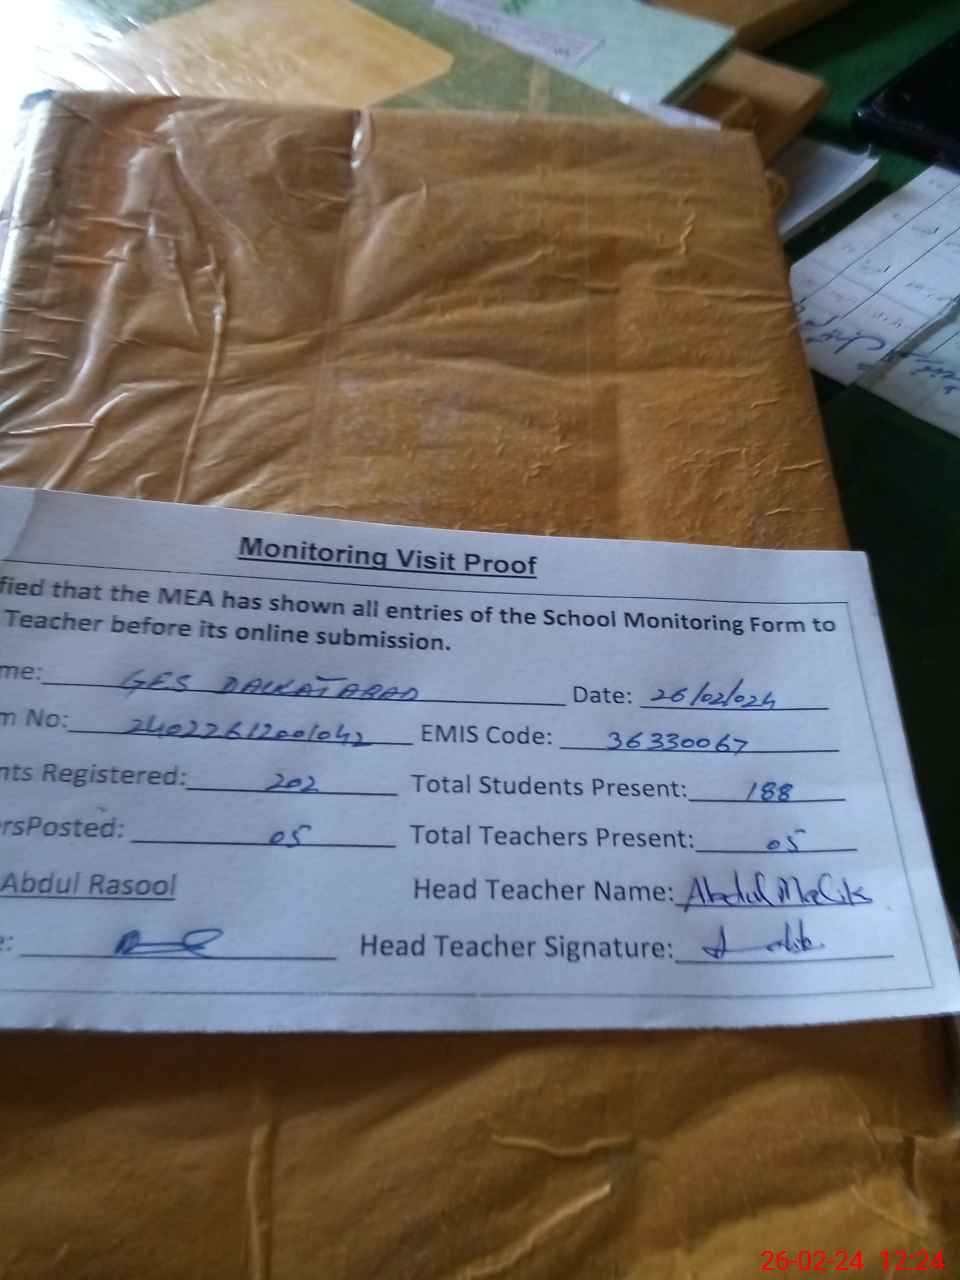 Monitoring Visit Proof
fied that the MEA has shown all entries of the School Monitoring Form to
Teacher before its online submission.
me: GES Date: 26/02/024
m No: 24022612001042 EMIS Code: 36330067
nts Registered: 202 Total Students Present: 188
rsPosted: 05 Total Teachers Present: 05
Abdul Rasool Head Teacher Name: Abdul Malik
e: Head Teacher Signature:
26-02-24 12:24